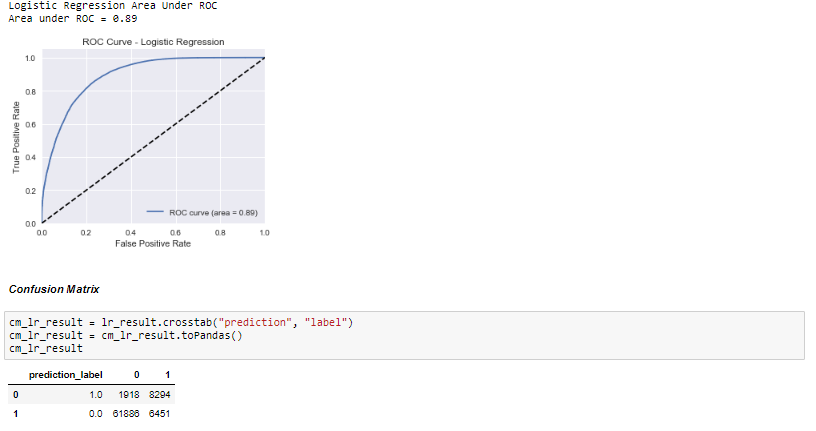 Logistic Regression Area Under ROC
Area under ROC = 0.89
ROC Curve - Logistic Regression
1.0
0.8
0.6
0.4
0.2
0.0
True Positive Rate
ROC curve (area = 0.89)
0.0 0.2 0.4 0.6 0.8 1.0
False Positive Rate
Confusion Matrix
cm_lr_result = lr_result.crosstab("prediction", "label")
cm_lr_result = cm_lr_result.toPandas()
cm_lr_result
prediction_label 0 1
0 1.0 1918 8294
1 0.0 61886 6451